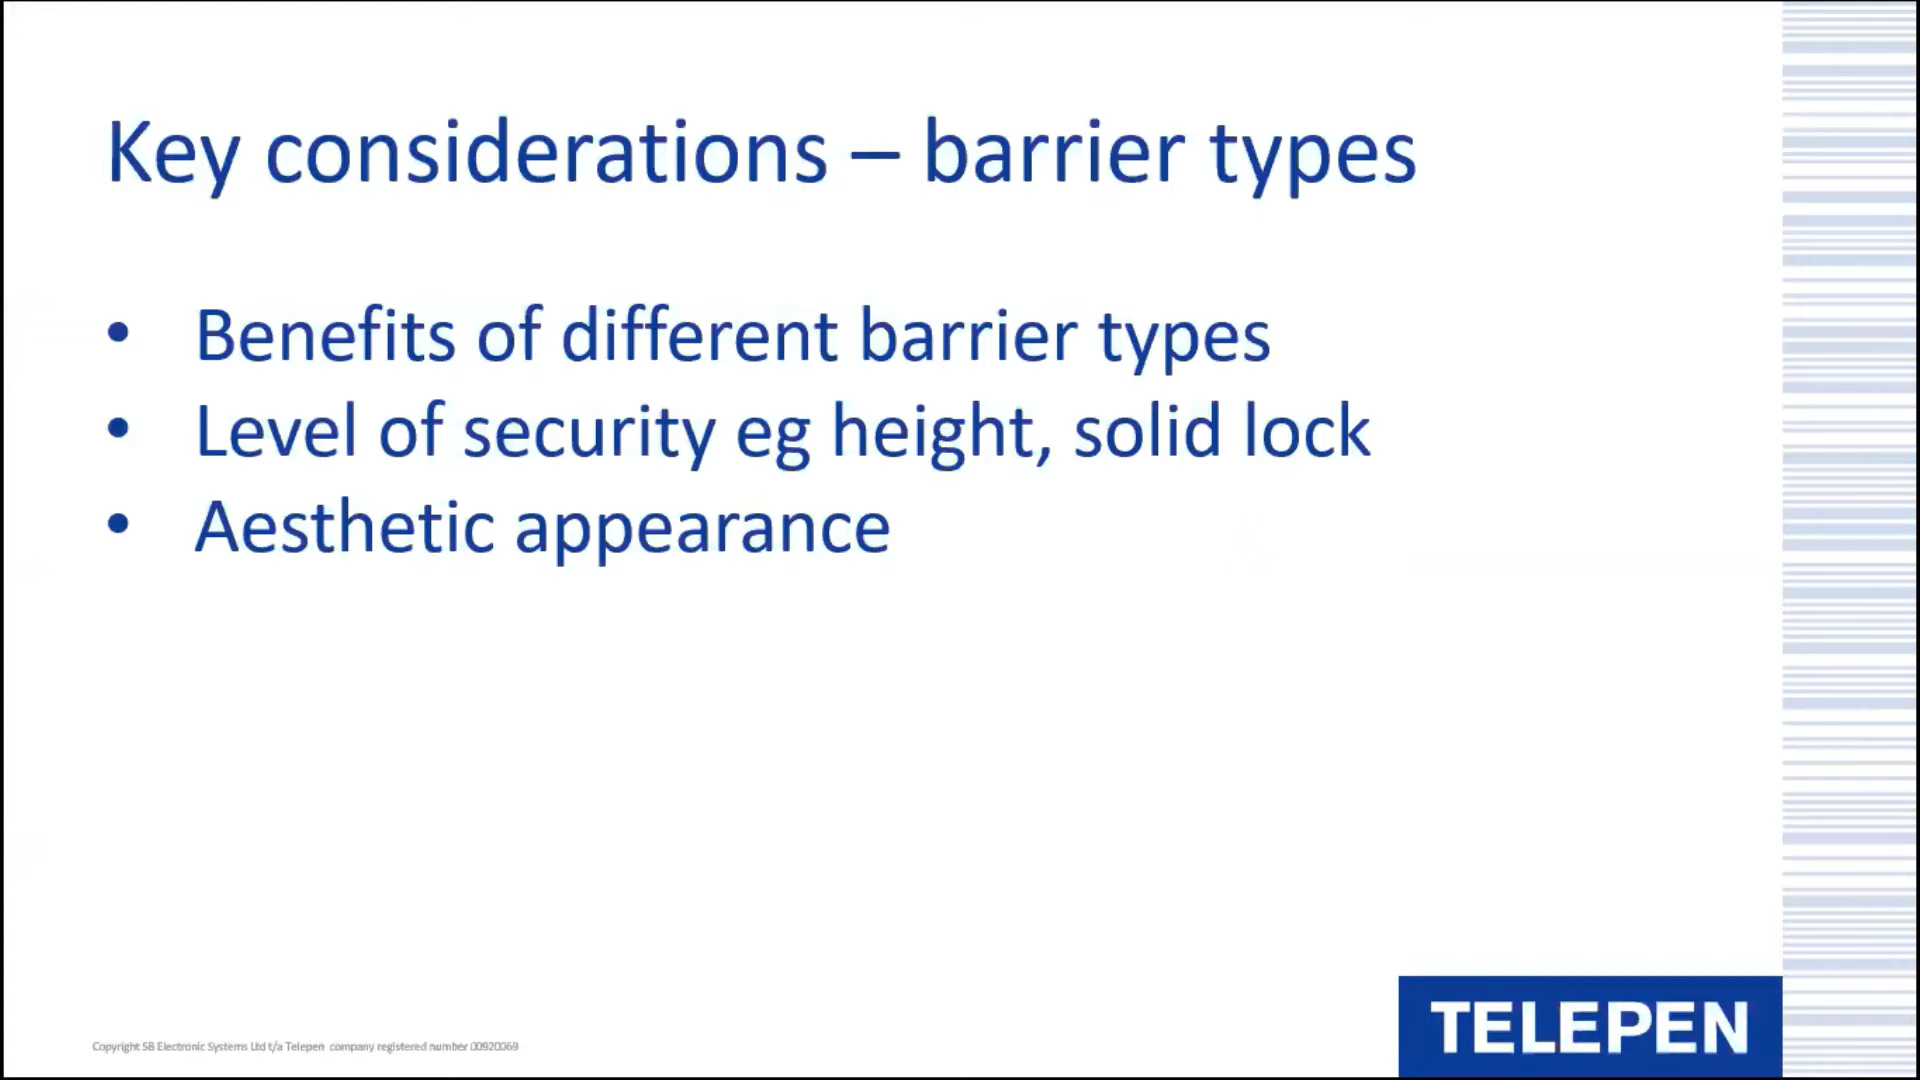 Key considerations – barrier types
• Benefits of different barrier types
• Level of security eg height, solid lock
• Aesthetic appearance
TELEPEN
Copyright SB Electronic Systems Ltd t/a Telepen company registered number 00920069